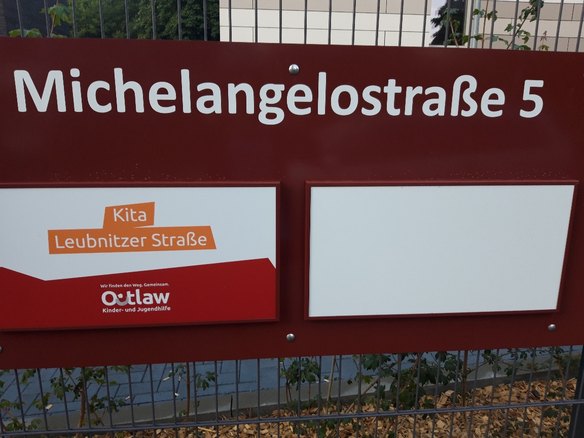 Michelangelostraße 5
Kita
Leubnitzer Straße
Wir finden den Weg. Gemeinsam.
Outlaw
Kinder- und Jugendhilfe